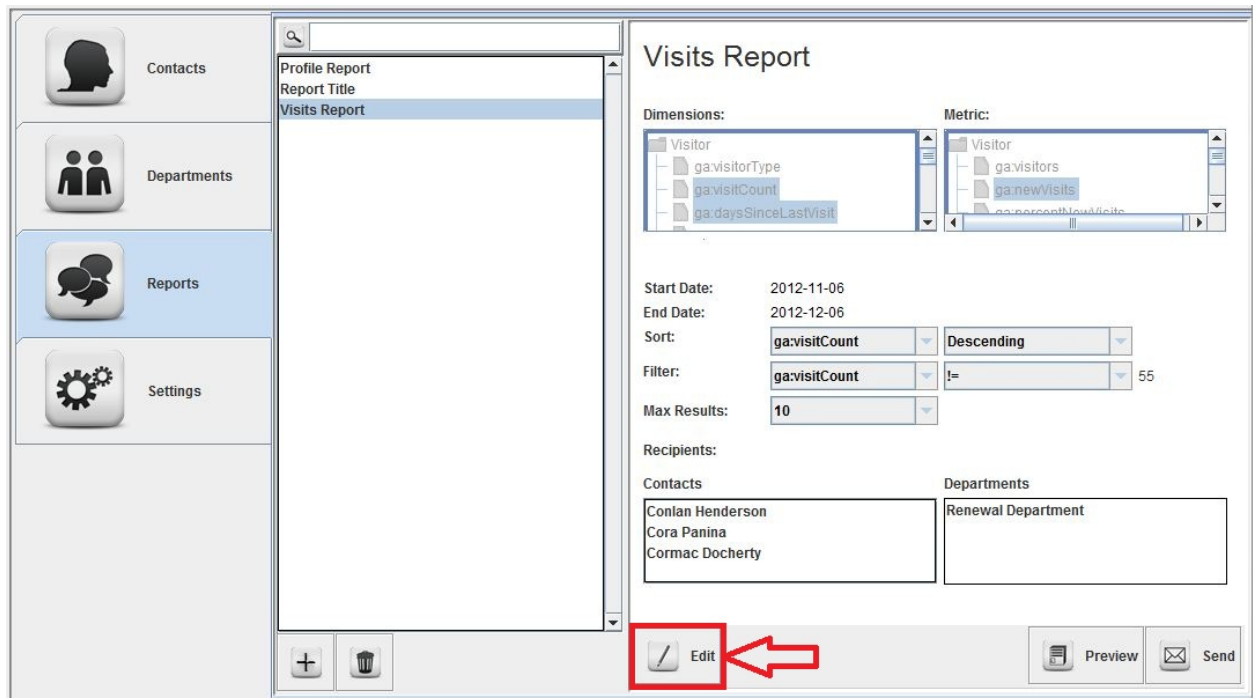 Contacts
Departments
Reports
Settings
Profile Report
Report Title
Visits Report
Visits Report
Dimensions: Metric:
Visitor
ga:visitorType
ga:visitCount
ga:daysSinceLastVisit
Visitor
ga:visitors
ga:newVisits
ga:percentNewVisits
Start Date: 2012-11-06
End Date: 2012-12-06
Sort: ga:visitCount Descending
Filter: ga:visitCount != 55
Max Results: 10
Recipients:
Contacts
Conlan Henderson
Cora Panina
Cormac Docherty
Departments
Renewal Department
Edit Preview Send